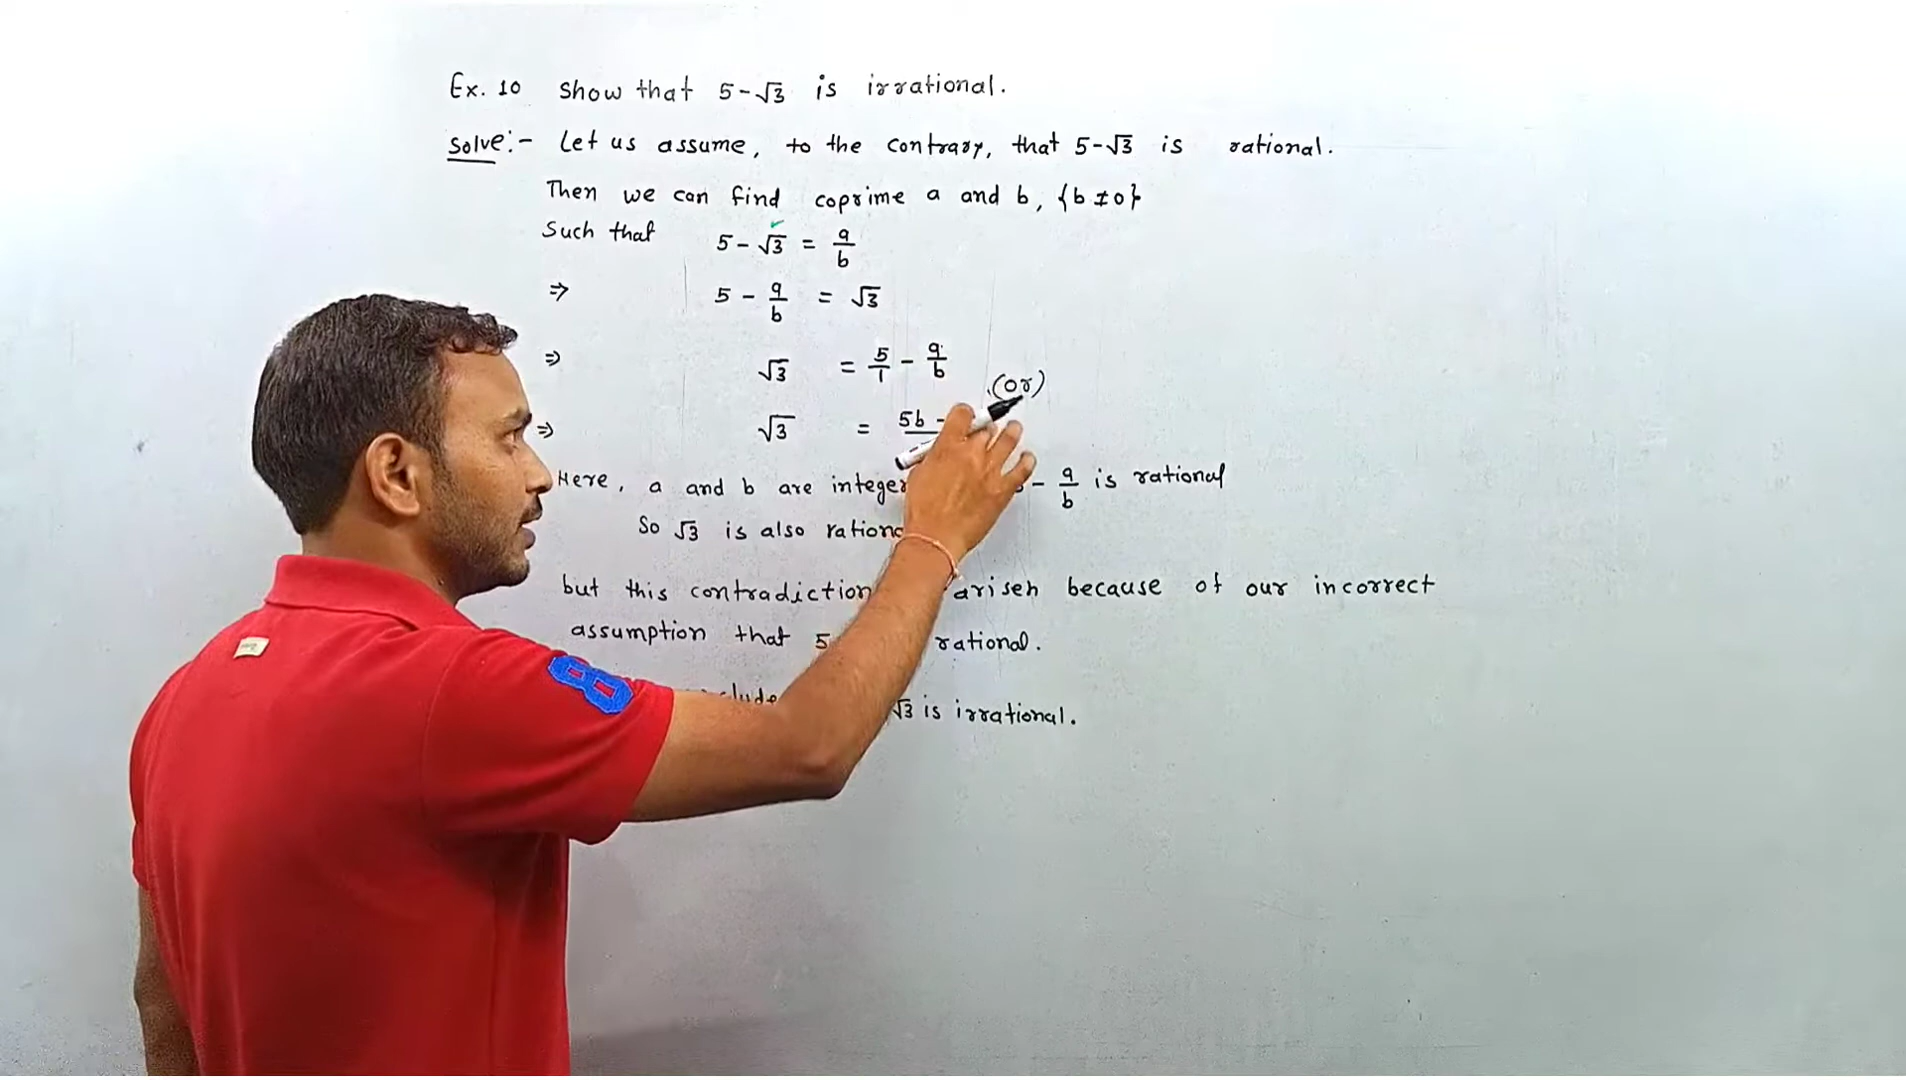 Ex. 10 Show that 5-√3 is irrational.
Solve:- Let us assume, to the contrary, that 5-√3 is rational.
Then we can find coprime a and b, {b ≠ 0}
Such that 5 - √3 = a/b
⇒ 5 - a/b = √3
⇒ √3 = 5/1 - a/b
(or)
⇒ √3 = 5b -
Here, a and b are integer - a/b is rational
So √3 is also
but this contradiction arisen because of our incorrect
assumption that 5 rational.
√3 is irrational.
8